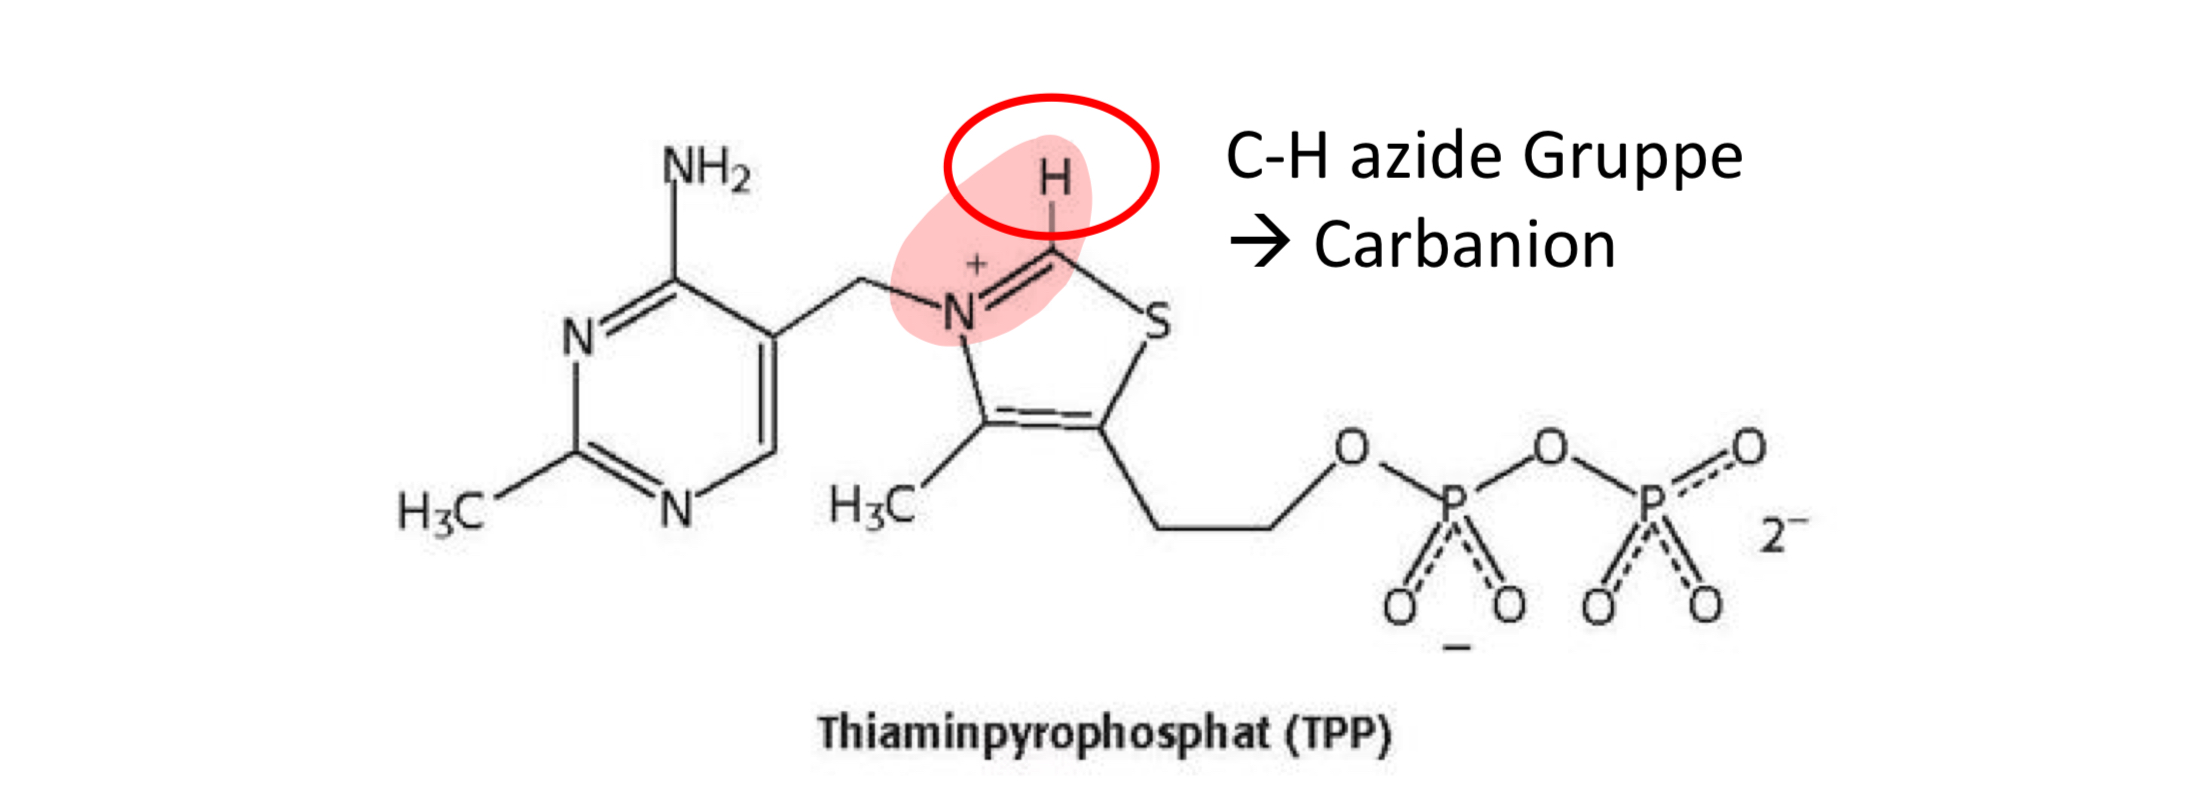 H
C-H azide Gruppe
→ Carbanion
NH₂
+
N
N
S
H₃C
N
H₃C
O
P
O
P
O
2⁻
O
O
O
O
−
Thiaminpyrophosphat (TPP)